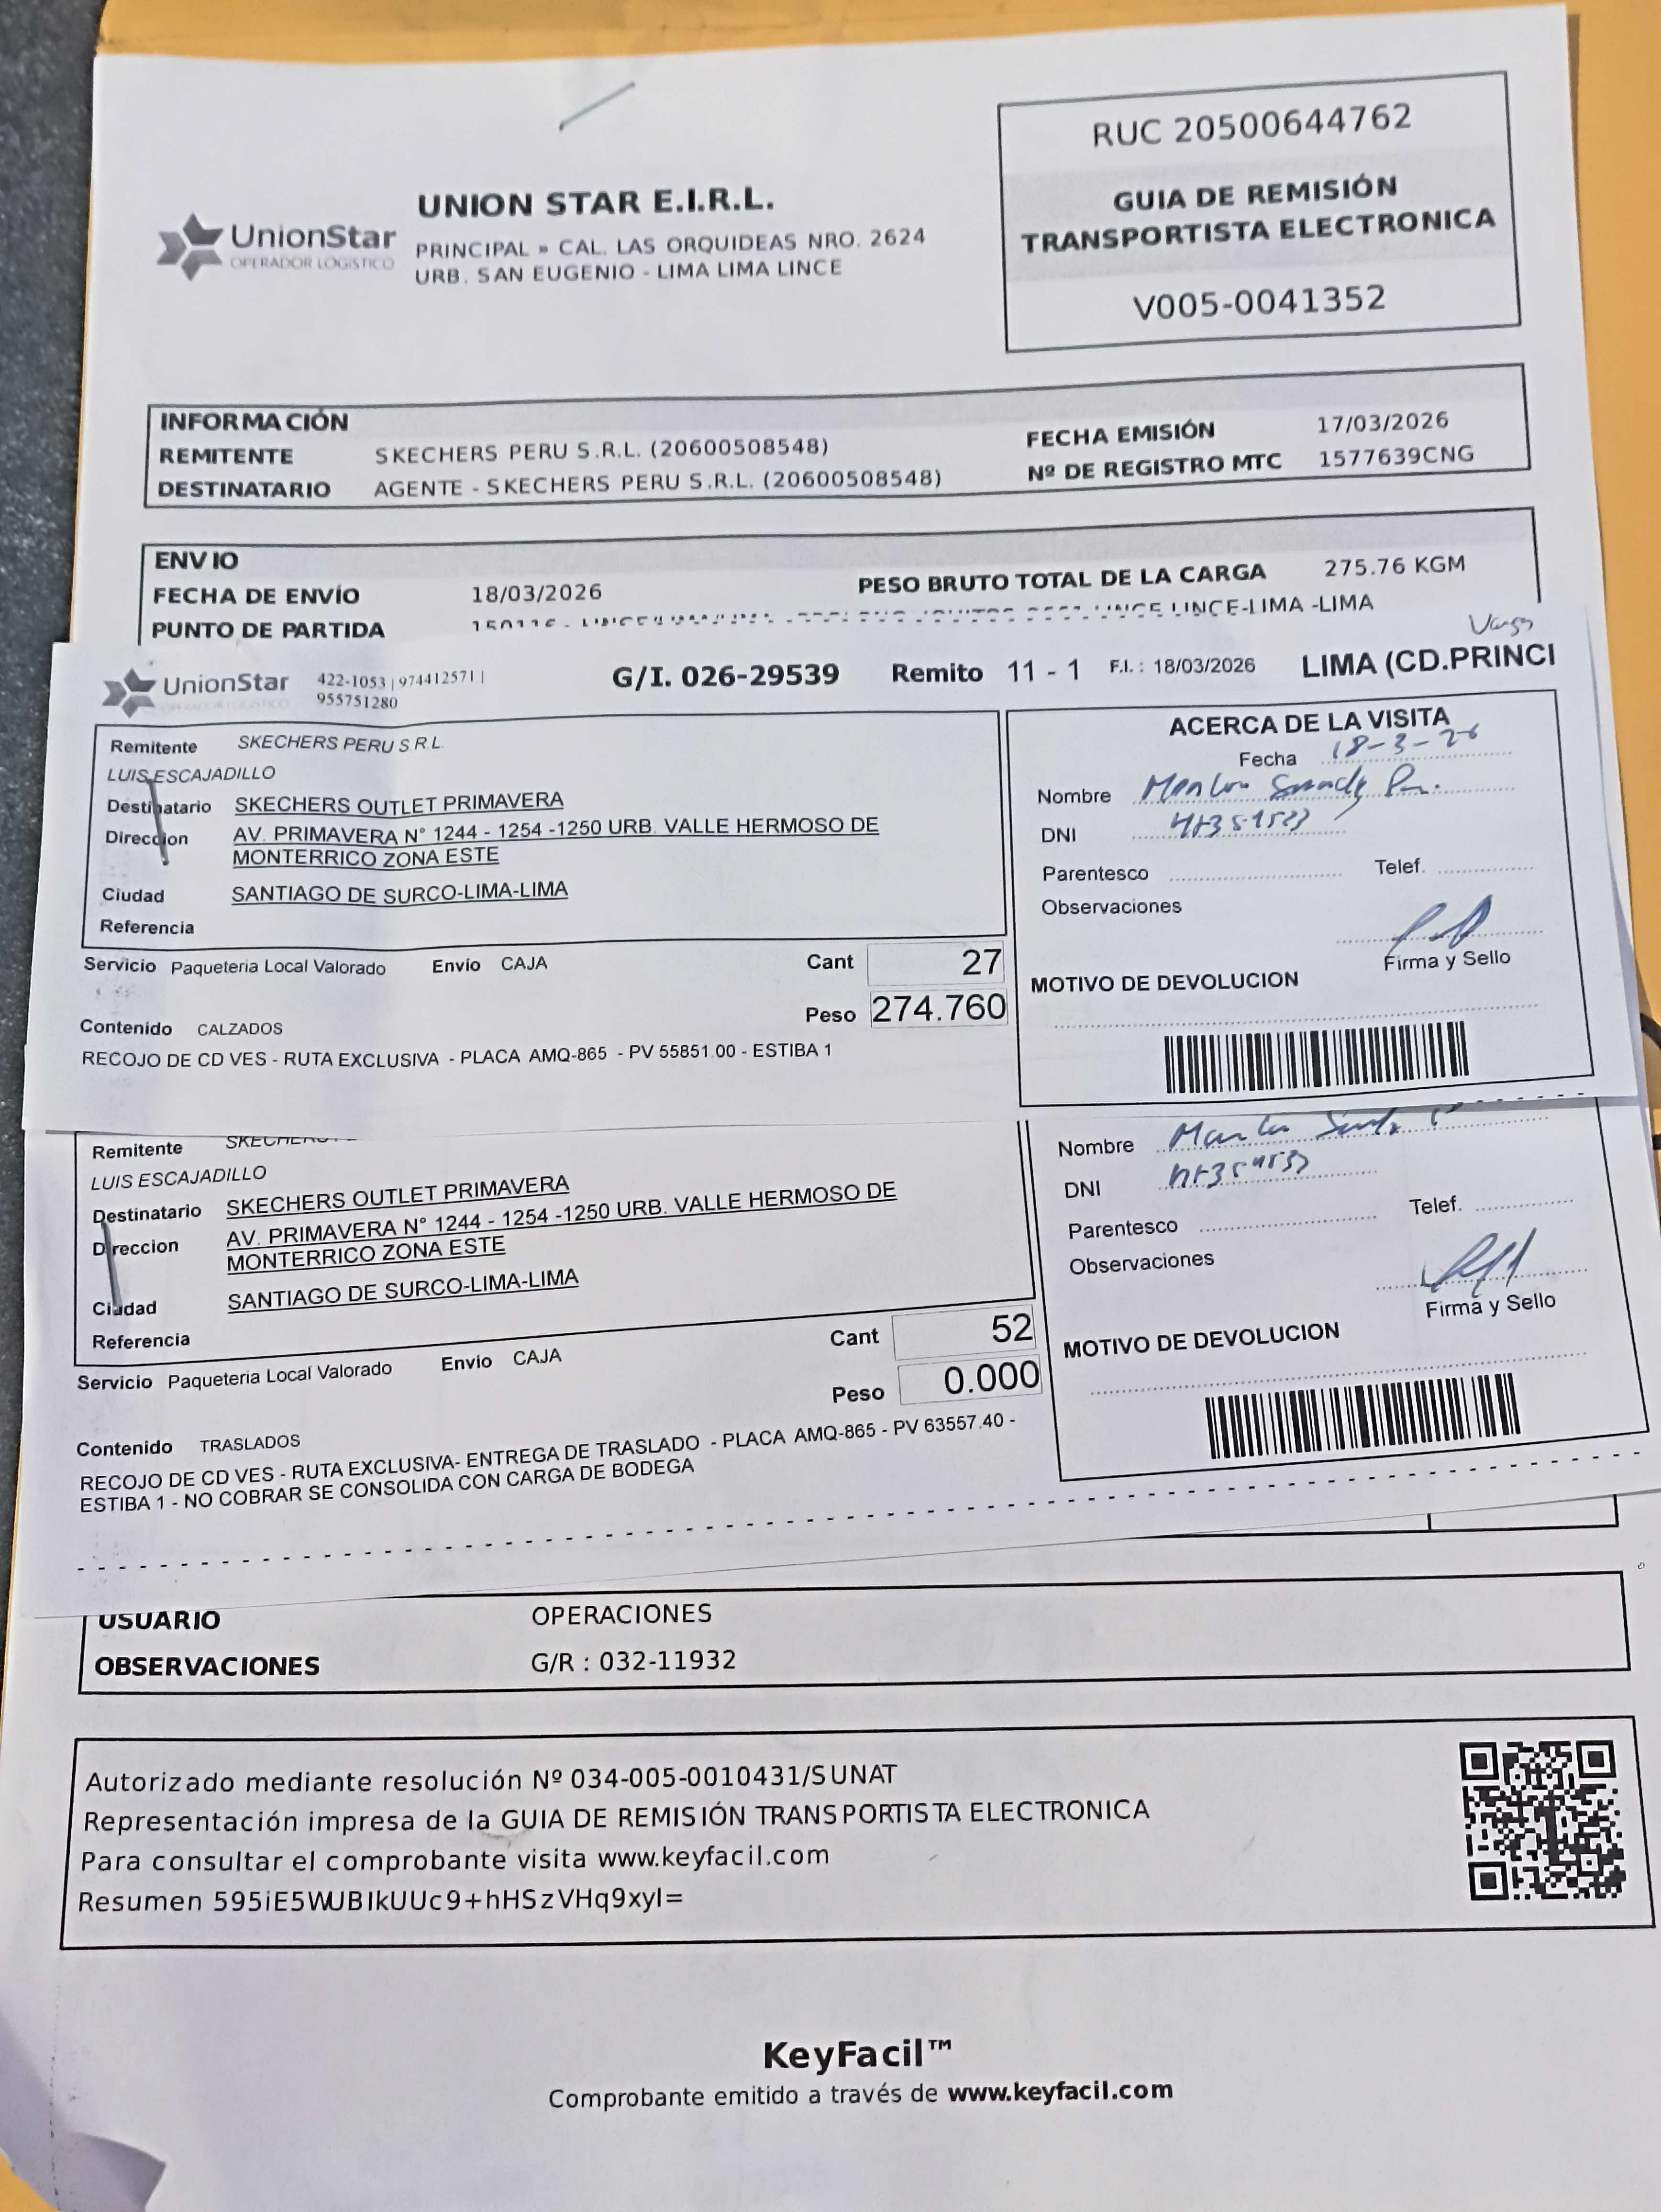 RUC 20500644762
GUIA DE REMISIÓN
TRANSPORTISTA ELECTRONICA
V005-0041352
UnionStar
OPERADOR LOGISTICO
UNION STAR E.I.R.L.
PRINCIPAL » CAL. LAS ORQUIDEAS NRO. 2624
URB. SAN EUGENIO - LIMA LIMA LINCE
INFORMACIÓN
REMITENTE SKECHERS PERU S.R.L. (20600508548) FECHA EMISIÓN 17/03/2026
DESTINATARIO AGENTE - SKECHERS PERU S.R.L. (20600508548) Nº DE REGISTRO MTC 1577639CNG
ENVIO
FECHA DE ENVÍO 18/03/2026 PESO BRUTO TOTAL DE LA CARGA 275.76 KGM
PUNTO DE PARTIDA LINCE-LIMA -LIMA
UnionStar 422-1053 | 974412571 | G/I. 026-29539 Remito 11 - 1 F.I.: 18/03/2026 LIMA (CD.PRINCI
OPERADOR LOGISTICO 955751280
Remitente SKECHERS PERU S.R.L.
LUIS ESCAJADILLO
Destinatario SKECHERS OUTLET PRIMAVERA
Direccion AV. PRIMAVERA N° 1244 - 1254 -1250 URB. VALLE HERMOSO DE
MONTERRICO ZONA ESTE
Ciudad SANTIAGO DE SURCO-LIMA-LIMA
Referencia
Servicio Paqueteria Local Valorado Envio CAJA Cant 27
Peso 274.760
Contenido CALZADOS
RECOJO DE CD VES - RUTA EXCLUSIVA - PLACA AMQ-865 - PV 55851.00 - ESTIBA 1
ACERCA DE LA VISITA
Fecha 18-3-26
Nombre
DNI
Parentesco Telef.
Observaciones
Firma y Sello
MOTIVO DE DEVOLUCION
Remitente
LUIS ESCAJADILLO
Destinatario SKECHERS OUTLET PRIMAVERA
Direccion AV. PRIMAVERA N° 1244 - 1254 -1250 URB. VALLE HERMOSO DE
MONTERRICO ZONA ESTE
Ciudad SANTIAGO DE SURCO-LIMA-LIMA
Referencia
Servicio Paqueteria Local Valorado Envio CAJA Cant 52
Peso 0.000
Contenido TRASLADOS
RECOJO DE CD VES - RUTA EXCLUSIVA- ENTREGA DE TRASLADO - PLACA AMQ-865 - PV 63557.40 -
ESTIBA 1 - NO COBRAR SE CONSOLIDA CON CARGA DE BODEGA
Nombre
DNI
Parentesco Telef.
Observaciones
Firma y Sello
MOTIVO DE DEVOLUCION
USUARIO OPERACIONES
OBSERVACIONES G/R : 032-11932
Autorizado mediante resolución Nº 034-005-0010431/SUNAT
Representación impresa de la GUIA DE REMISIÓN TRANSPORTISTA ELECTRONICA
Para consultar el comprobante visita www.keyfacil.com
Resumen 595iE5WUBIkUUc9+hHSzVHq9xyI=
KeyFacil™
Comprobante emitido a través de www.keyfacil.com